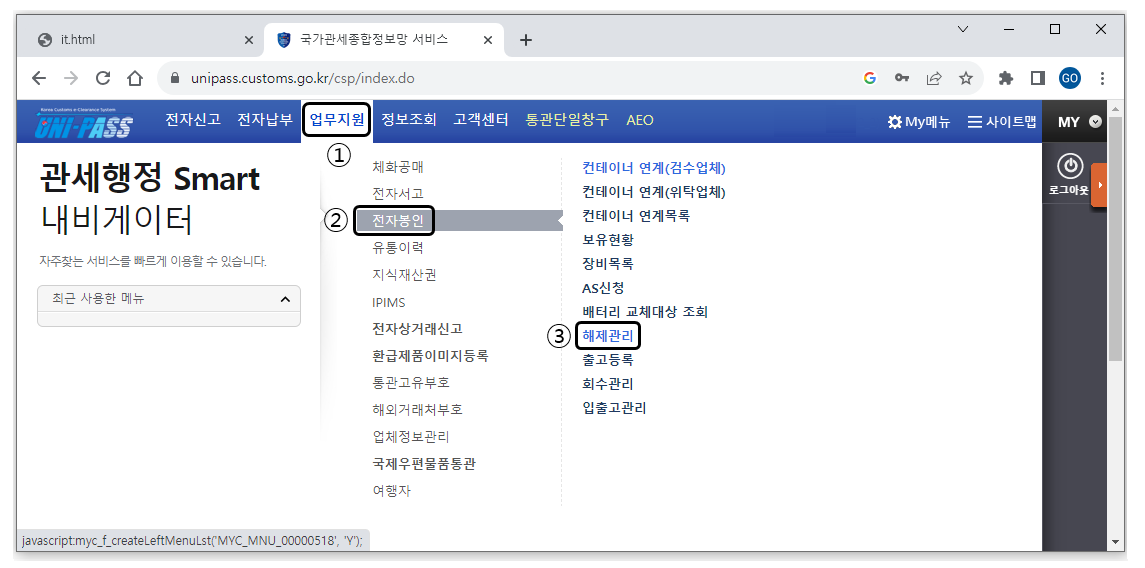 it.html
국가관세종합정보망 서비스
unipass.customs.go.kr/csp/index.do
GO
Korea Customs e-Clearance System
UNI-PASS
전자신고 전자납부 업무지원 정보조회 고객센터 통관단일창구 AEO
My메뉴 사이트맵 MY
①
관세행정 Smart
내비게이터
자주찾는 서비스를 빠르게 이용할 수 있습니다.
최근 사용한 메뉴
체화공매
전자서고
② 전자봉인
유통이력
지식재산권
IPIMS
전자상거래신고
환급제품이미지등록
통관고유부호
해외거래처부호
업체정보관리
국제우편물품통관
여행자
컨테이너 연계(검수업체)
컨테이너 연계(위탁업체)
컨테이너 연계목록
보유현황
장비목록
AS신청
배터리 교체대상 조회
③ 해제관리
출고등록
회수관리
입출고관리
로그아웃
javascript:myc_f_createLeftMenuLst('MYC_MNU_00000518', 'Y');